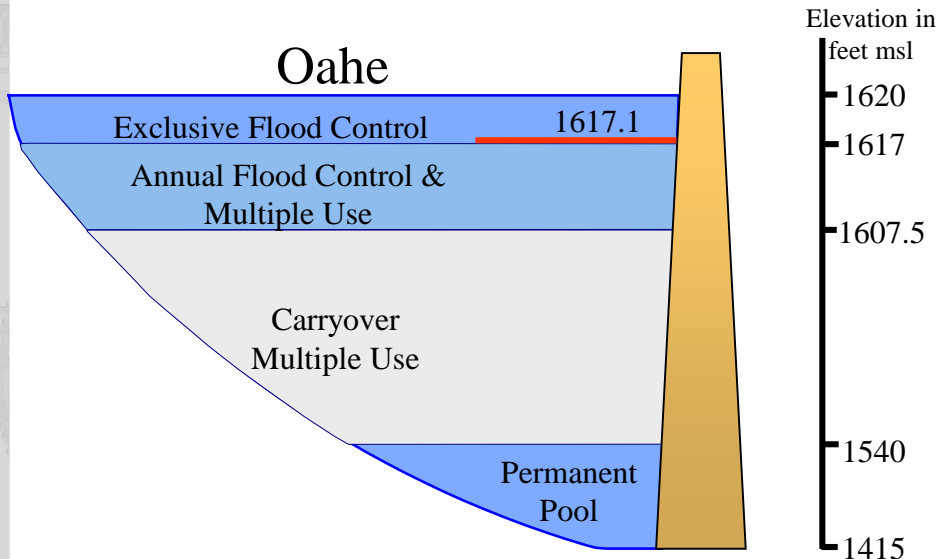 Elevation in
feet msl
Oahe
1620
Exclusive Flood Control
1617.1
1617
Annual Flood Control &
Multiple Use
1607.5
Carryover
Multiple Use
1540
Permanent
Pool
1415